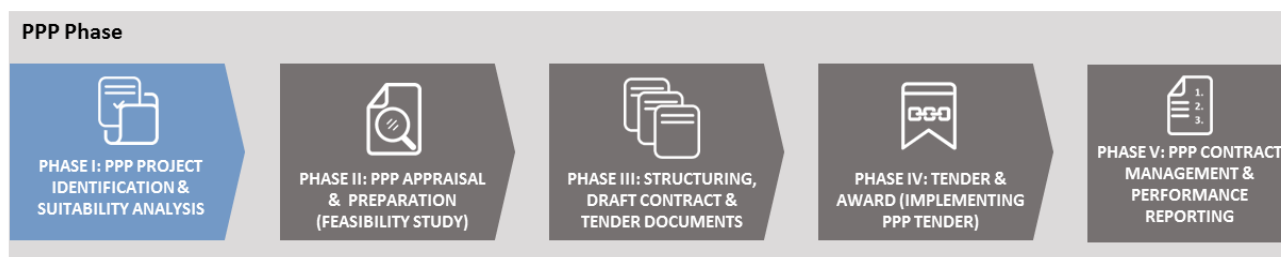 PPP Phase
PHASE I: PPP PROJECT
IDENTIFICATION &
SUITABILITY ANALYSIS
PHASE II: PPP APPRAISAL
& PREPARATION
(FEASIBILITY STUDY)
PHASE III: STRUCTURING,
DRAFT CONTRACT &
TENDER DOCUMENTS
PHASE IV: TENDER &
AWARD (IMPLEMENTING
PPP TENDER)
1.
2.
3.
PHASE V: PPP CONTRACT
MANAGEMENT &
PERFORMANCE
REPORTING